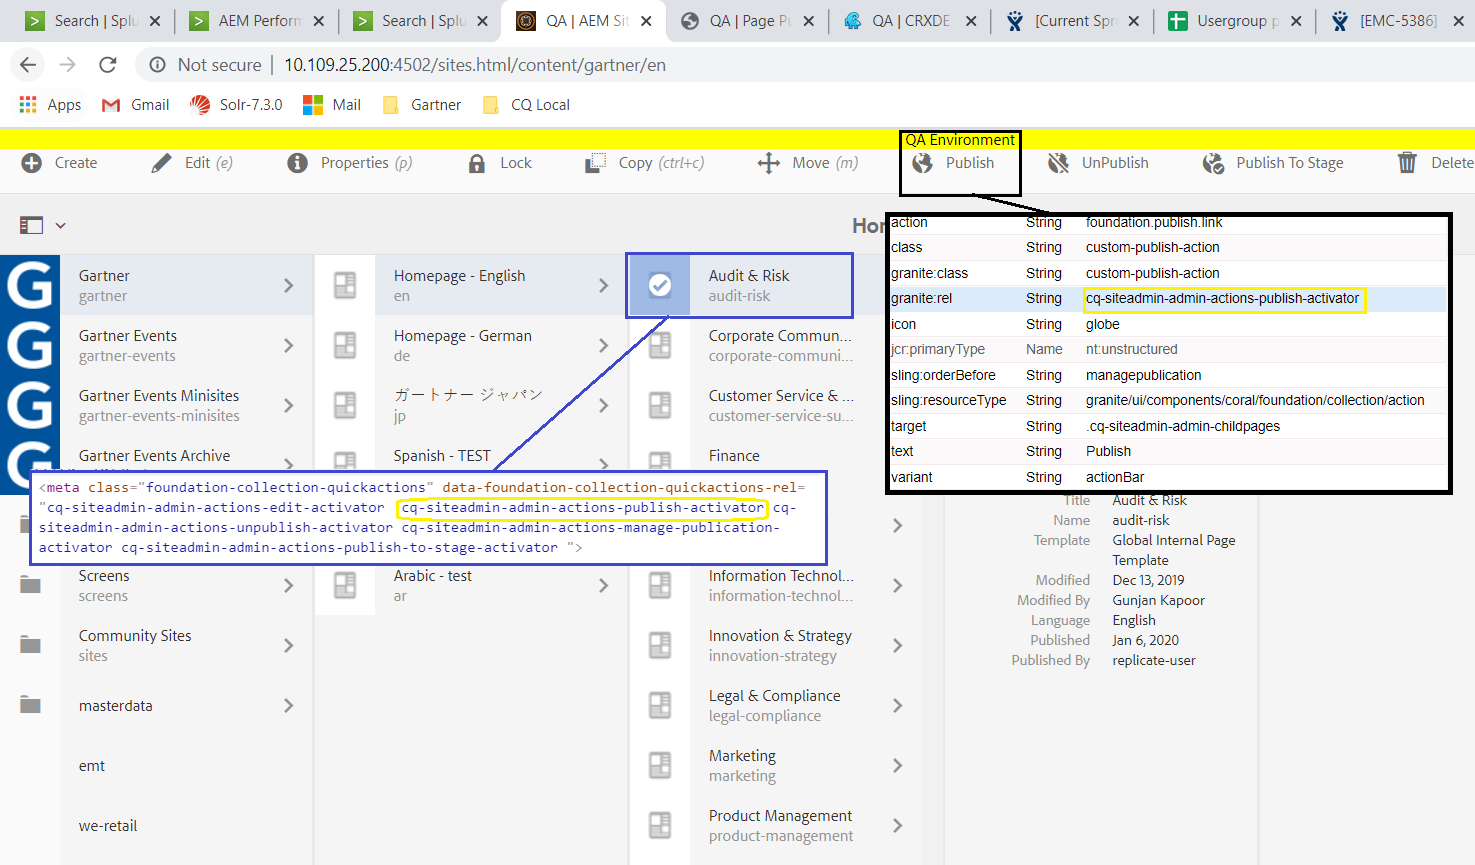 Search | Splu
AEM Perform
Search | Splu
QA | AEM Sit
QA | Page Pu
QA | CRXDE
[Current Spr
Usergroup p
[EMC-5386]
Not secure | 10.109.25.200:4502/sites.html/content/gartner/en
Apps
Gmail
Solr-7.3.0
Mail
Gartner
CQ Local
QA Environment
Create
Edit (e)
Properties (p)
Lock
Copy (ctrl+c)
Move (m)
Publish
UnPublish
Publish To Stage
Delete
Hor
action String foundation.publish.link
class String custom-publish-action
granite:class String custom-publish-action
granite:rel String cq-siteadmin-admin-actions-publish-activator
icon String globe
jcr:primaryType Name nt:unstructured
sling:orderBefore String managepublication
sling:resourceType String granite/ui/components/coral/foundation/collection/action
target String .cq-siteadmin-admin-childpages
text String Publish
variant String actionBar
G
G
G
G
Gartner
gartner
Gartner Events
gartner-events
Gartner Events Minisites
gartner-events-minisites
Gartner Events Archive
Homepage - English
en
Homepage - German
de
ガートナー ジャパン
jp
Spanish - TEST
Audit & Risk
audit-risk
Corporate Commun...
corporate-communi...
Customer Service & ...
customer-service-su...
Finance
<meta class="foundation-collection-quickactions" data-foundation-collection-quickactions-rel=
"cq-siteadmin-admin-actions-edit-activator cq-siteadmin-admin-actions-publish-activator cq-
siteadmin-admin-actions-unpublish-activator cq-siteadmin-admin-actions-manage-publication-
activator cq-siteadmin-admin-actions-publish-to-stage-activator ">
Screens
screens
Community Sites
sites
masterdata
emt
we-retail
Arabic - test
ar
Information Technol...
information-technol...
Innovation & Strategy
innovation-strategy
Legal & Compliance
legal-compliance
Marketing
marketing
Product Management
product-management
Title Audit & Risk
Name audit-risk
Template Global Internal Page
Template
Modified Dec 13, 2019
Modified By Gunjan Kapoor
Language English
Published Jan 6, 2020
Published By replicate-user